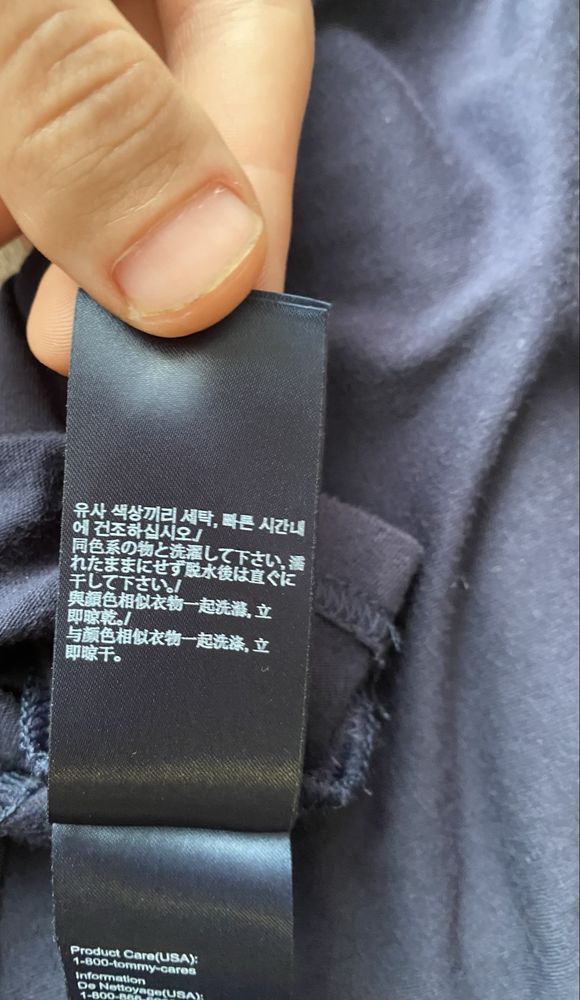 유사 색상끼리 세탁, 빠른 시간내
에 건조하십시오./
同色系の物と洗濯して下さい, 濡
れたままにせず脱水後は直ぐに
干して下さい。/
與顏色相似衣物一起洗滌, 立
即晾乾。/
与颜色相似衣物一起洗涤, 立
即晾干。
Product Care(USA):
1-800-tommy-cares
Information
De Nettoyage(USA):